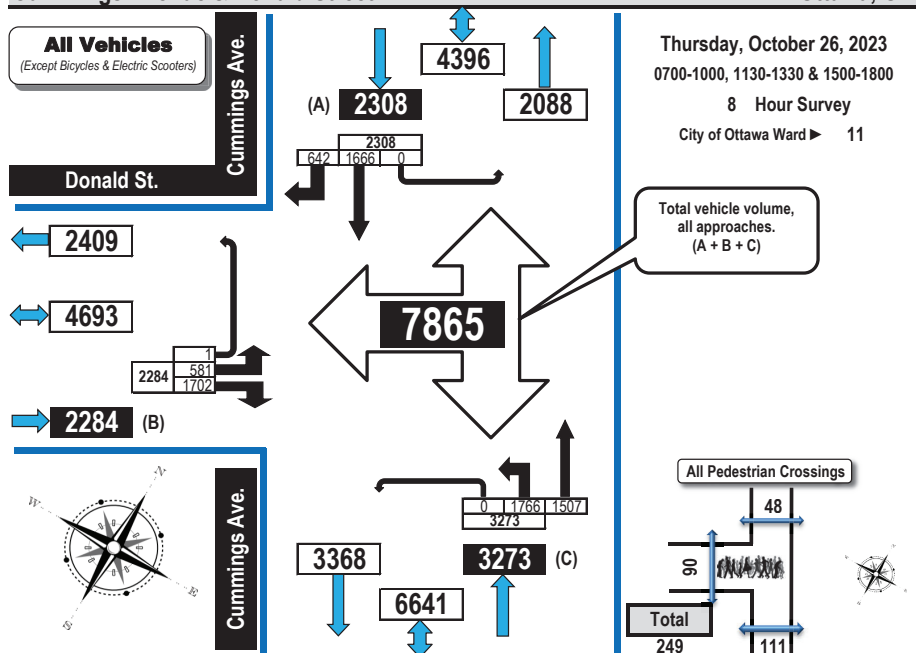 All Vehicles
(Except Bicycles & Electric Scooters)
Cummings Ave.
Donald St.
4396
(A) 2308
2088
2308
642 1666 0
Thursday, October 26, 2023
0700-1000, 1130-1330 & 1500-1800
8 Hour Survey
City of Ottawa Ward ► 11
Total vehicle volume,
all approaches.
(A + B + C)
2409
4693
7865
1
2284 581
1702
2284 (B)
Cummings Ave.
N
W
E
S
0 1766 1507
3273
3368
3273 (C)
6641
All Pedestrian Crossings
48
90
Total
249
111